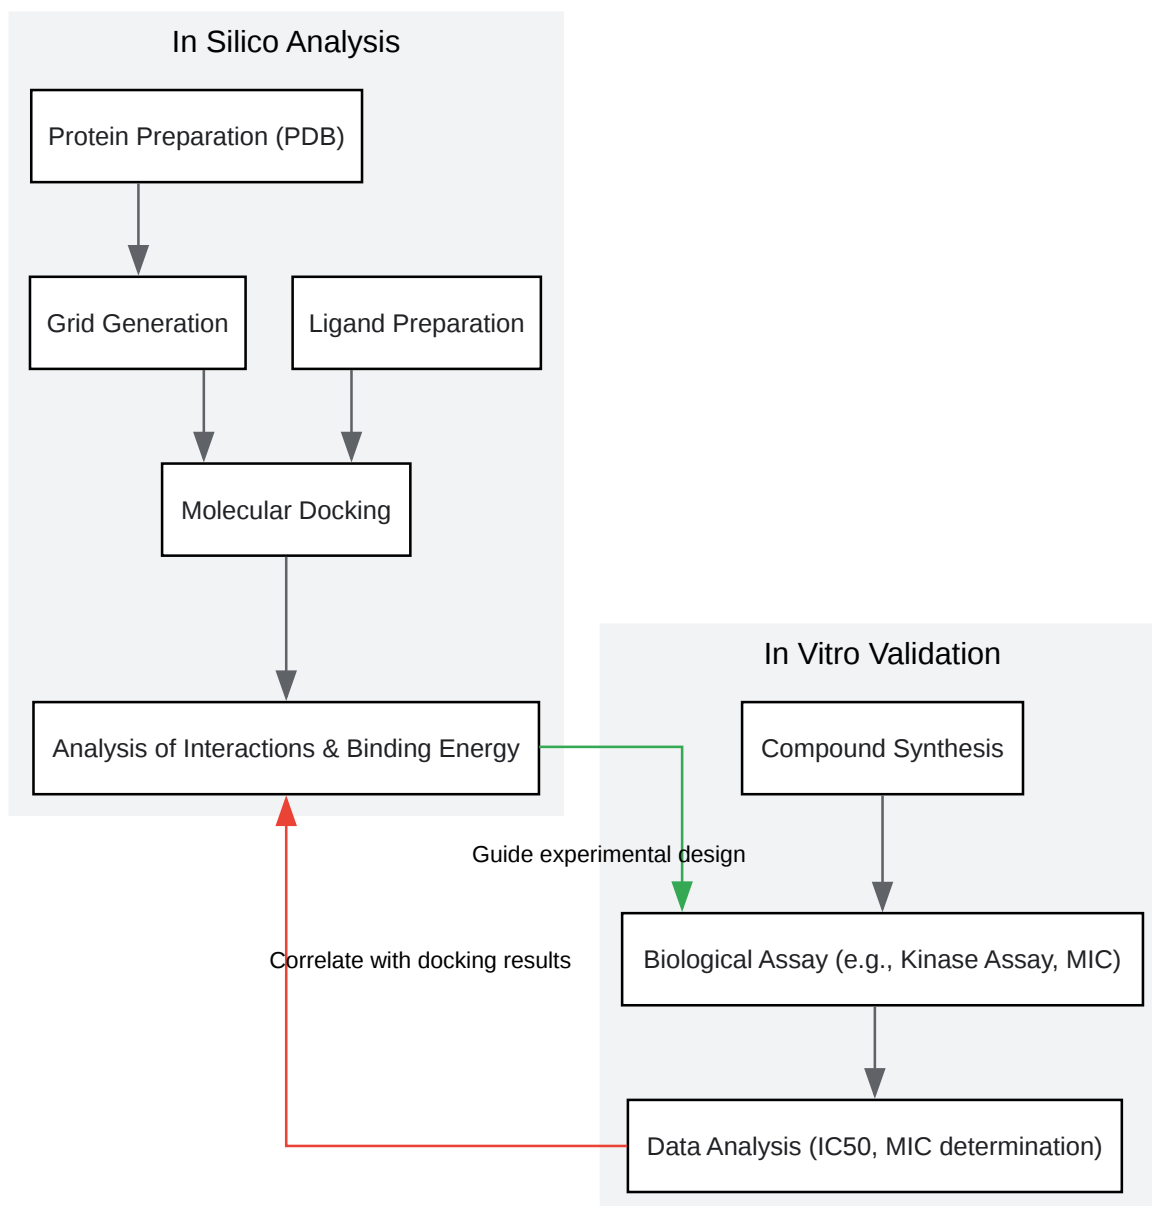 In Silico Analysis
Protein Preparation (PDB)
Grid Generation
Ligand Preparation
Molecular Docking
Analysis of Interactions & Binding Energy
In Vitro Validation
Compound Synthesis
Guide experimental design
Biological Assay (e.g., Kinase Assay, MIC)
Correlate with docking results
Data Analysis (IC50, MIC determination)